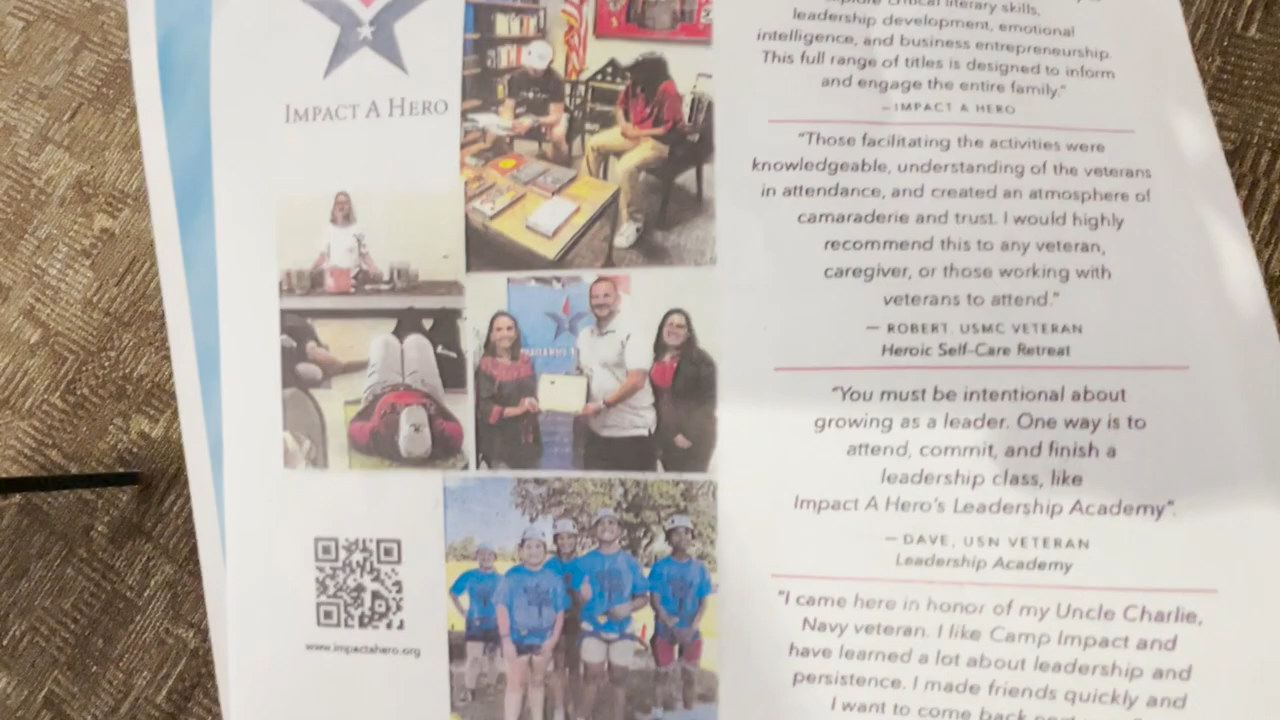 IMPACT A HERO
www.impactahero.org
critical literary skills,
leadership development, emotional
intelligence, and business entrepreneurship.
This full range of titles is designed to inform
and engage the entire family."
— IMPACT A HERO
"Those facilitating the activities were
knowledgeable, understanding of the veterans
in attendance, and created an atmosphere of
camaraderie and trust. I would highly
recommend this to any veteran,
caregiver, or those working with
veterans to attend."
— ROBERT, USMC VETERAN
Heroic Self-Care Retreat
"You must be intentional about
growing as a leader. One way is to
attend, commit, and finish a
leadership class, like
Impact A Hero's Leadership Academy".
— DAVE, USN VETERAN
Leadership Academy
"I came here in honor of my Uncle Charlie,
Navy veteran. I like Camp Impact and
have learned a lot about leadership and
persistence. I made friends quickly and
I want to come back